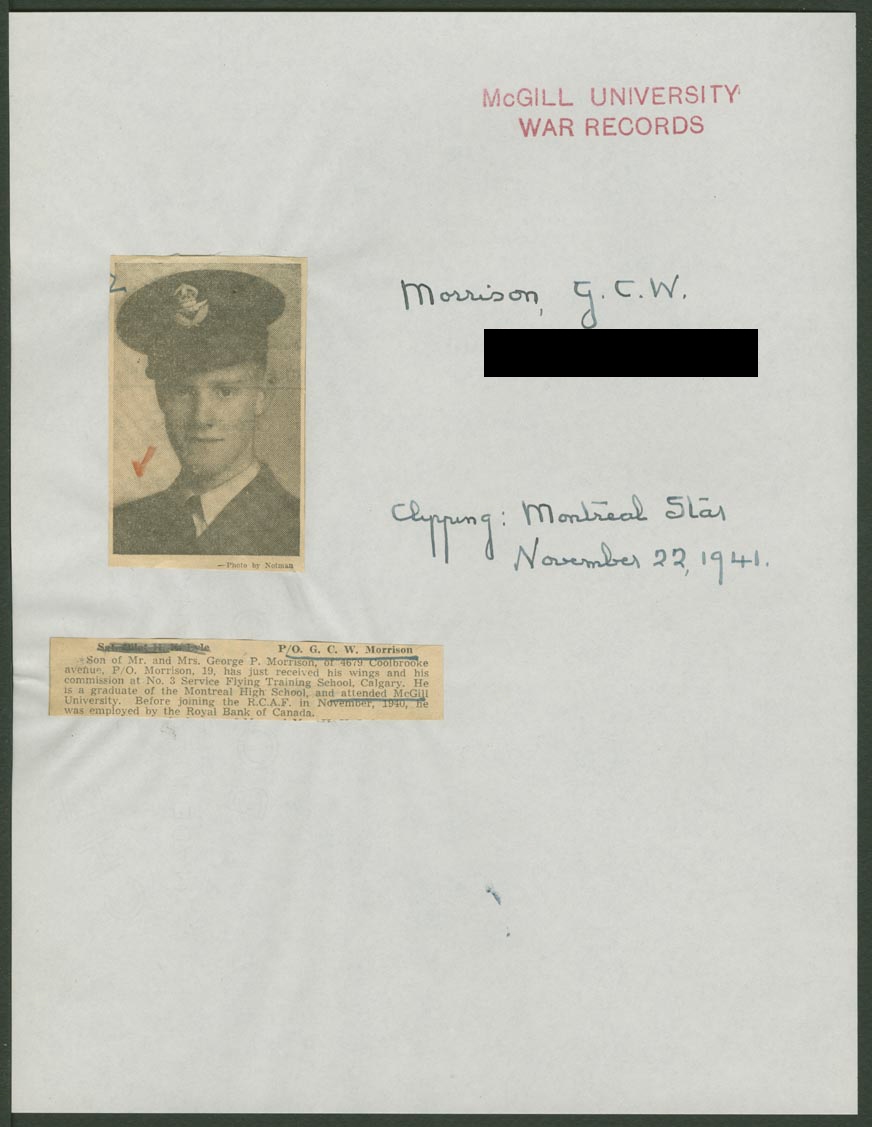 McGILL UNIVERSITY
WAR RECORDS
Morrison, G.C.W.
Clipping: Montreal Star
November 22, 1941.
—Photo by Notman
P/O. G. C. W. Morrison
Son of Mr. and Mrs. George P. Morrison, of 4679 Coolbrooke
avenue, P/O. Morrison, 19, has just received his wings and his
commission at No. 3 Service Flying Training School, Calgary. He
is a graduate of the Montreal High School, and attended McGill
University. Before joining the R.C.A.F. in November, 1940, he
was employed by the Royal Bank of Canada.